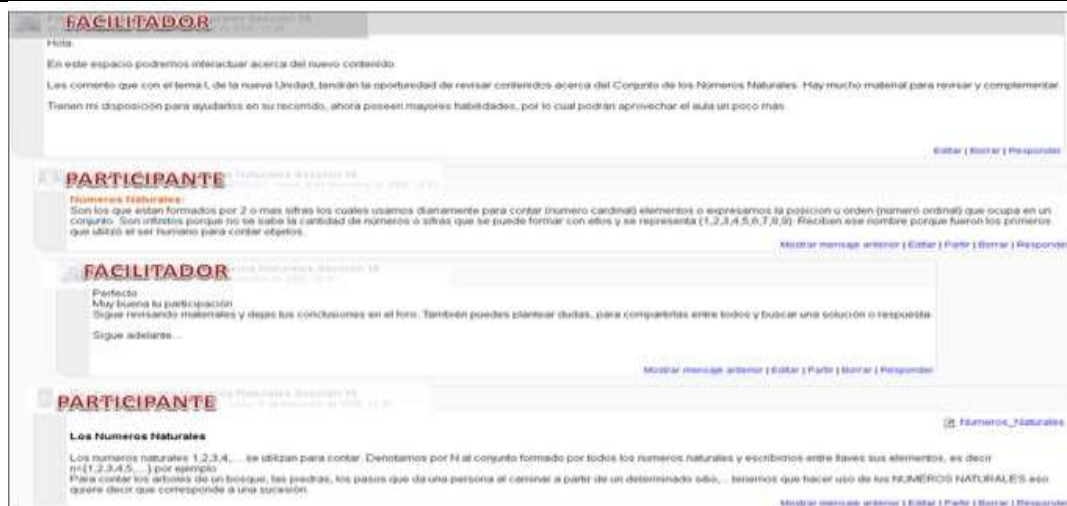 FACILITADOR
Hola.
En este espacio podremos interactuar acerca del nuevo contenido.
Les comento que con el tema I, de la nueva Unidad, tendrán la oportunidad de revisar contenidos acerca del Conjunto de los Números Naturales. Hay mucho material para revisar y complementar.
Tienen mi disposición para ayudarlos en su recorrido, ahora poseen mayores habilidades, por lo cual podrán aprovechar el aula un poco más.
Editar | Borrar | Responder
PARTICIPANTE
Números Naturales:
Son los que estan formados por 2 o mas sifras los cuales usamos diariamente para contar (numero cardinal) elementos o expresamos la posicion u orden (numero ordinal) que ocupa en un
conjunto. Son infinitos porque no se sabe la cantidad de números o sifras que se puede formar con ellos y se representa (1,2,3,4,5,6,7,8,9). Reciben ese nombre porque fueron los primeros
que utilizó el ser humano para contar objetos.
Mostrar mensaje anterior | Editar | Partir | Borrar | Responder
FACILITADOR
Perfecto
Muy buena tu participación
Sigue revisando materiales y dejas tus conclusiones en el foro. También puedes plantear dudas, para compartirlas entre todos y buscar una solución o respuesta.
Sigue adelante...
Mostrar mensaje anterior | Editar | Partir | Borrar | Responder
PARTICIPANTE
Numeros_Naturales
Los Numeros Naturales
Los numeros naturales 1,2,3,4,... se utilizan para contar. Denotamos por N al conjunto formado por todos los numeros naturales y escribimos entre llaves sus elementos, es decir
n={1,2,3,4,5,...} por ejemplo
Para contar los arboles de un bosque, las piedras, los pasos que da una persona al caminar a partir de un determinado sitio,... tenemos que hacer uso de los NUMEROS NATURALES eso
quiere decir que corresponde a una sucesión.
Mostrar mensaje anterior | Editar | Partir | Borrar | Responder